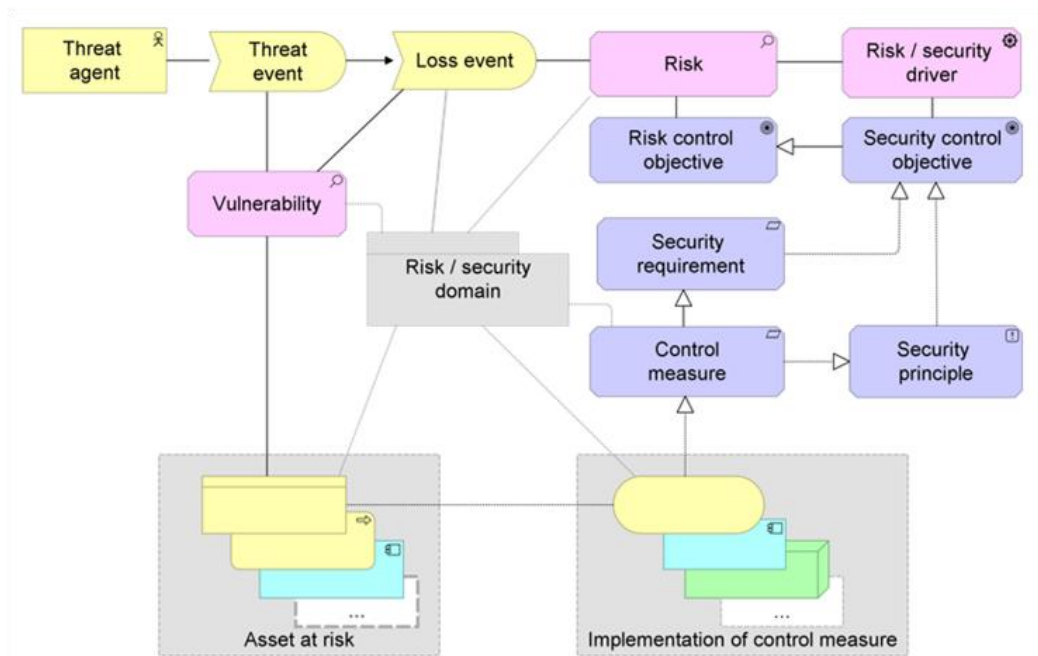 Threat
agent
Threat
event
Loss event
Risk
Risk / security
driver
Risk control
objective
Security control
objective
Vulnerability
Security
requirement
Risk / security
domain
Control
measure
Security
principle
...
Asset at risk
...
Implementation of control measure